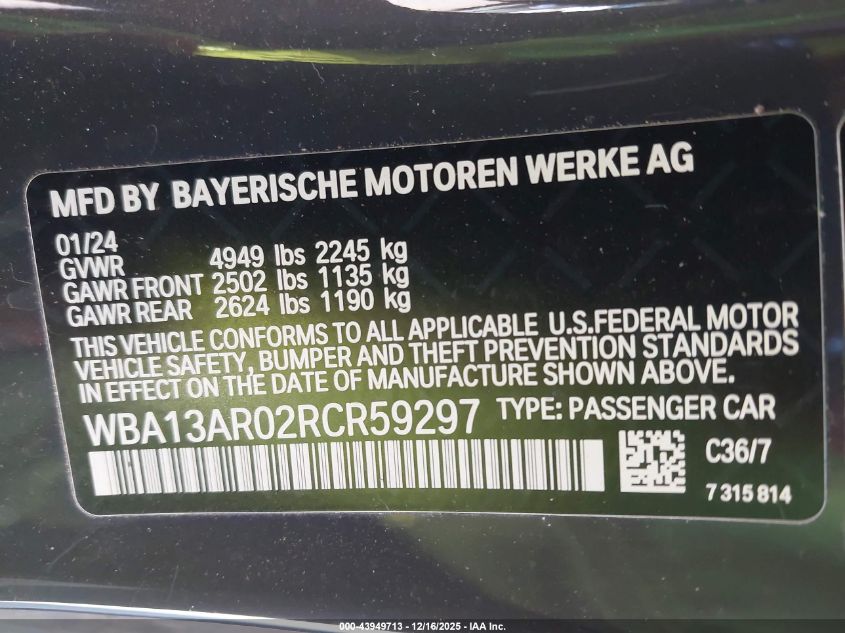 MFD BY BAYERISCHE MOTOREN WERKE AG
01/24
GVWR 4949 lbs 2245 kg
GAWR FRONT 2502 lbs 1135 kg
GAWR REAR 2624 lbs 1190 kg
THIS VEHICLE CONFORMS TO ALL APPLICABLE U.S.FEDERAL MOTOR
VEHICLE SAFETY, BUMPER AND THEFT PREVENTION STANDARDS
IN EFFECT ON THE DATE OF MANUFACTURE SHOWN ABOVE.
WBA13AR02RCR59297 TYPE: PASSENGER CAR
C36/7
7 315 814
000-43949713 - 12/16/2025 - IAA Inc.